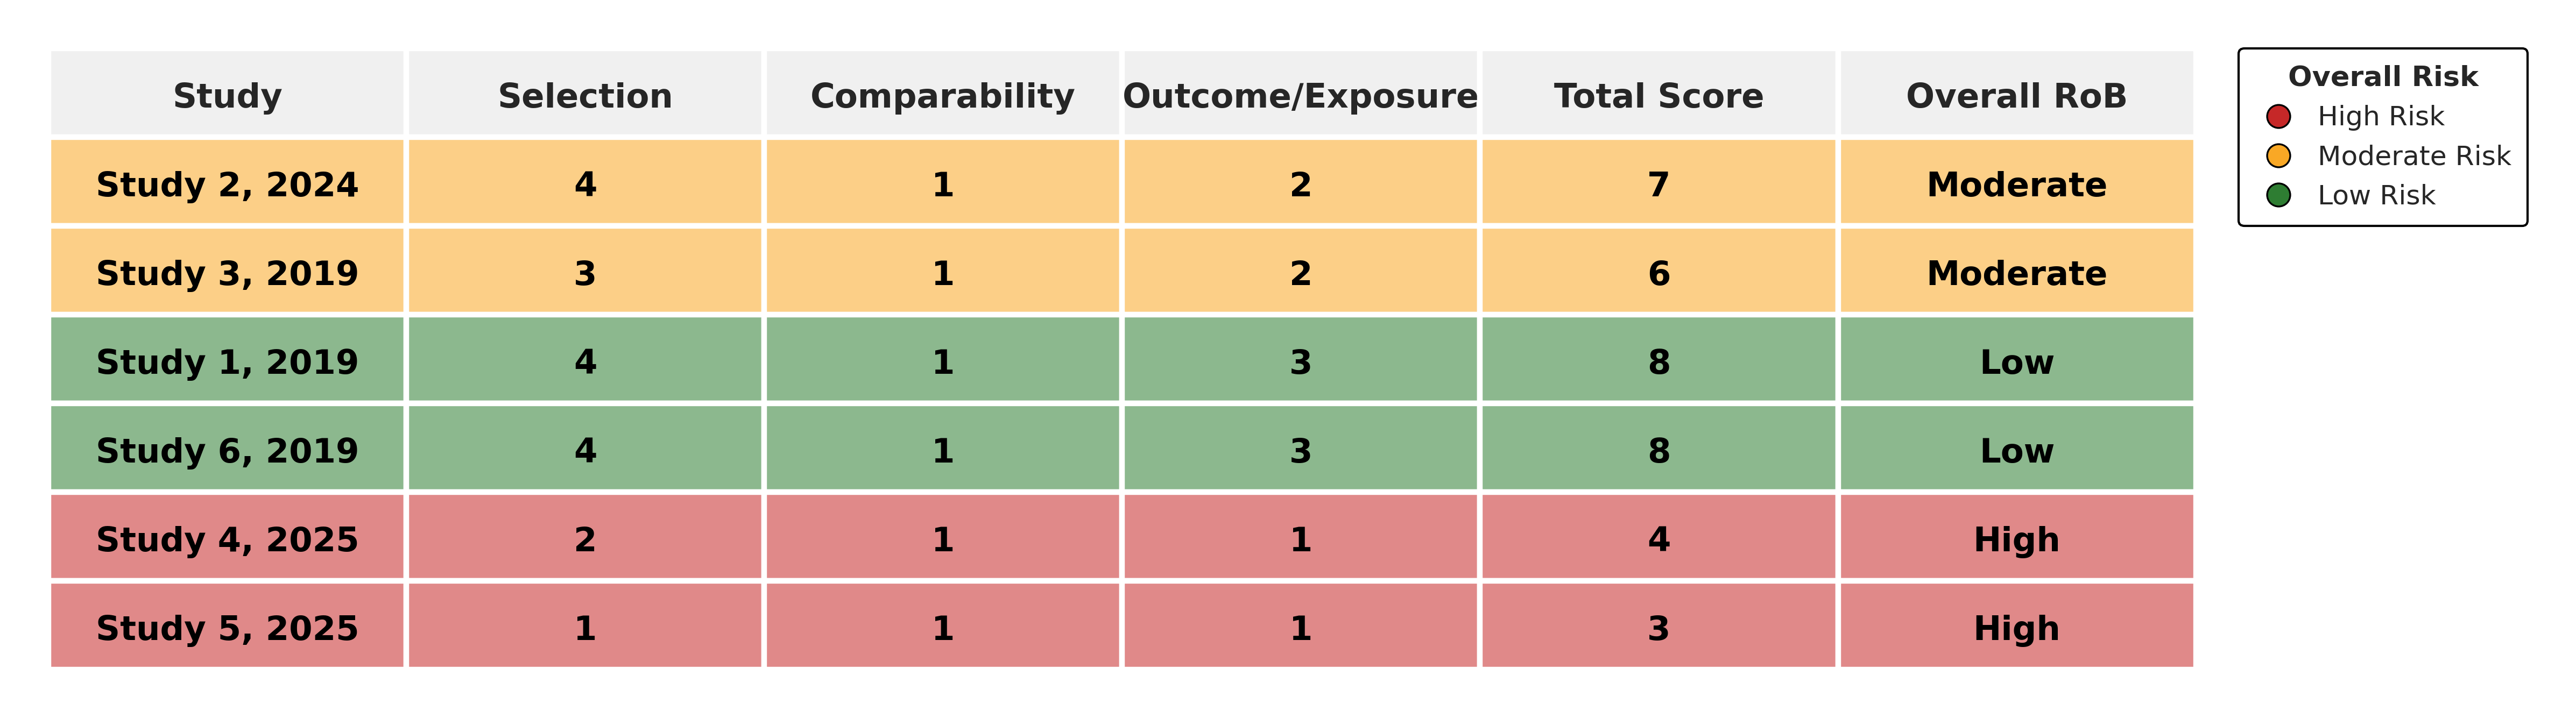 Study Selection Comparability Outcome/Exposure Total Score Overall RoB
Study 2, 2024 4 1 2 7 Moderate
Study 3, 2019 3 1 2 6 Moderate
Study 1, 2019 4 1 3 8 Low
Study 6, 2019 4 1 3 8 Low
Study 4, 2025 2 1 1 4 High
Study 5, 2025 1 1 1 3 High
Overall Risk
High Risk
Moderate Risk
Low Risk